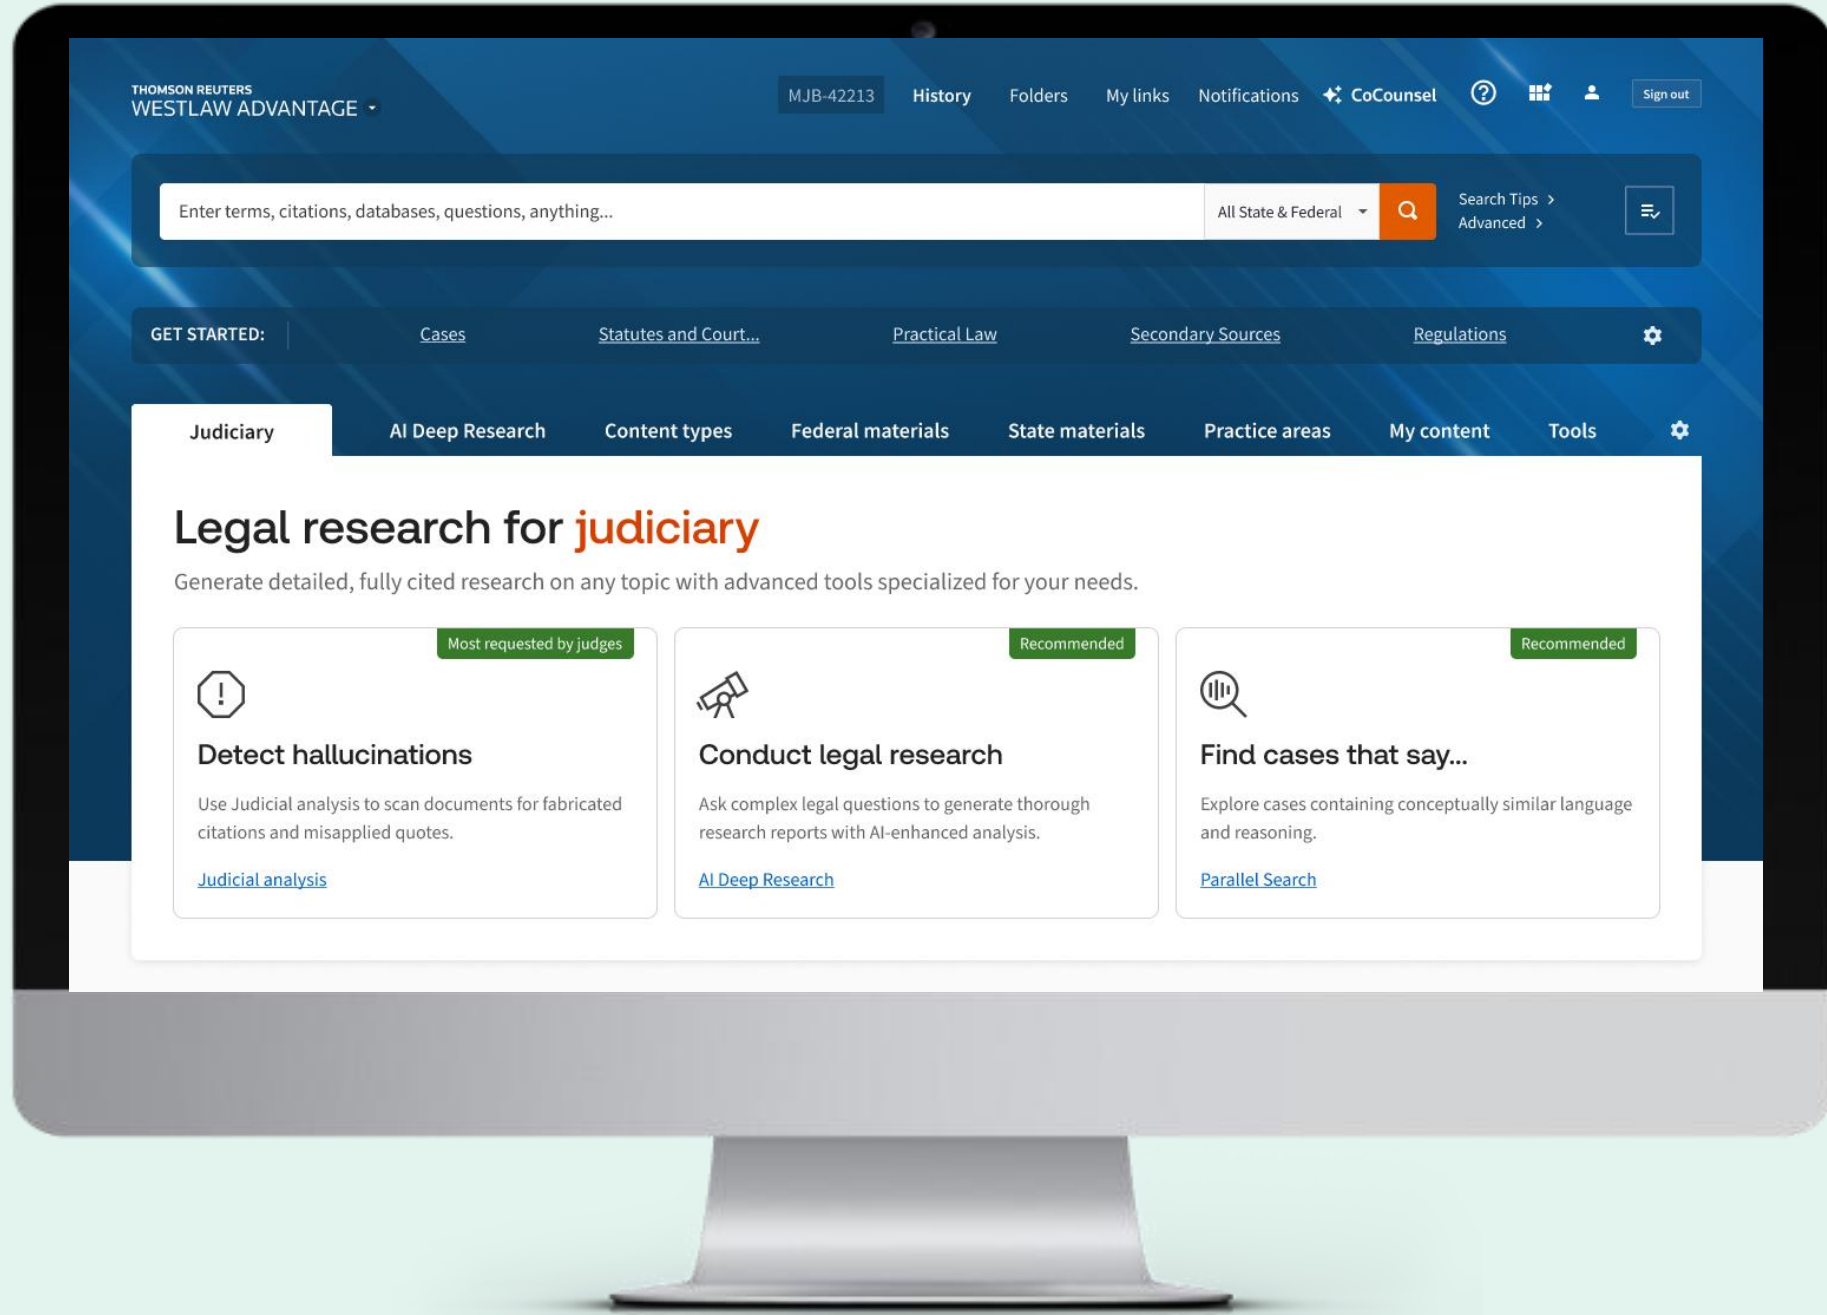 THOMSON REUTERS
WESTLAW ADVANTAGE
MJB-42213 History Folders My links Notifications CoCounsel Sign out
Enter terms, citations, databases, questions, anything... All State & Federal
Search Tips >
Advanced >
GET STARTED: Cases Statutes and Court... Practical Law Secondary Sources Regulations
Judiciary AI Deep Research Content types Federal materials State materials Practice areas My content Tools
Legal research for judiciary
Generate detailed, fully cited research on any topic with advanced tools specialized for your needs.
Most requested by judges
Detect hallucinations
Use Judicial analysis to scan documents for fabricated
citations and misapplied quotes.
Judicial analysis
Recommended
Conduct legal research
Ask complex legal questions to generate thorough
research reports with AI-enhanced analysis.
AI Deep Research
Recommended
Find cases that say...
Explore cases containing conceptually similar language
and reasoning.
Parallel Search